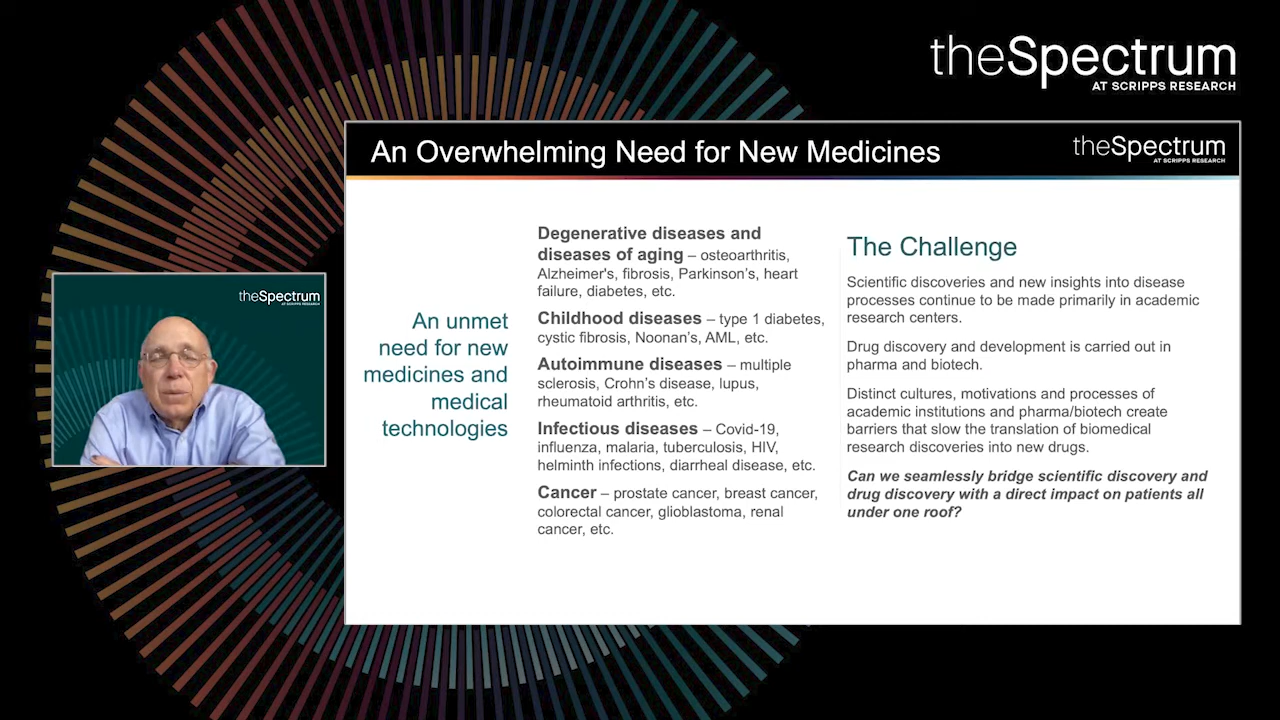 theSpectrum
AT SCRIPPS RESEARCH
An Overwhelming Need for New Medicines
theSpectrum
AT SCRIPPS RESEARCH
theSpectrum
AT SCRIPPS RESEARCH
An unmet
need for new
medicines and
medical
technologies
Degenerative diseases and
diseases of aging – osteoarthritis,
Alzheimer's, fibrosis, Parkinson’s, heart
failure, diabetes, etc.
Childhood diseases – type 1 diabetes,
cystic fibrosis, Noonan’s, AML, etc.
Autoimmune diseases – multiple
sclerosis, Crohn’s disease, lupus,
rheumatoid arthritis, etc.
Infectious diseases – Covid-19,
influenza, malaria, tuberculosis, HIV,
helminth infections, diarrheal disease, etc.
Cancer – prostate cancer, breast cancer,
colorectal cancer, glioblastoma, renal
cancer, etc.
The Challenge
Scientific discoveries and new insights into disease
processes continue to be made primarily in academic
research centers.
Drug discovery and development is carried out in
pharma and biotech.
Distinct cultures, motivations and processes of
academic institutions and pharma/biotech create
barriers that slow the translation of biomedical
research discoveries into new drugs.
Can we seamlessly bridge scientific discovery and
drug discovery with a direct impact on patients all
under one roof?